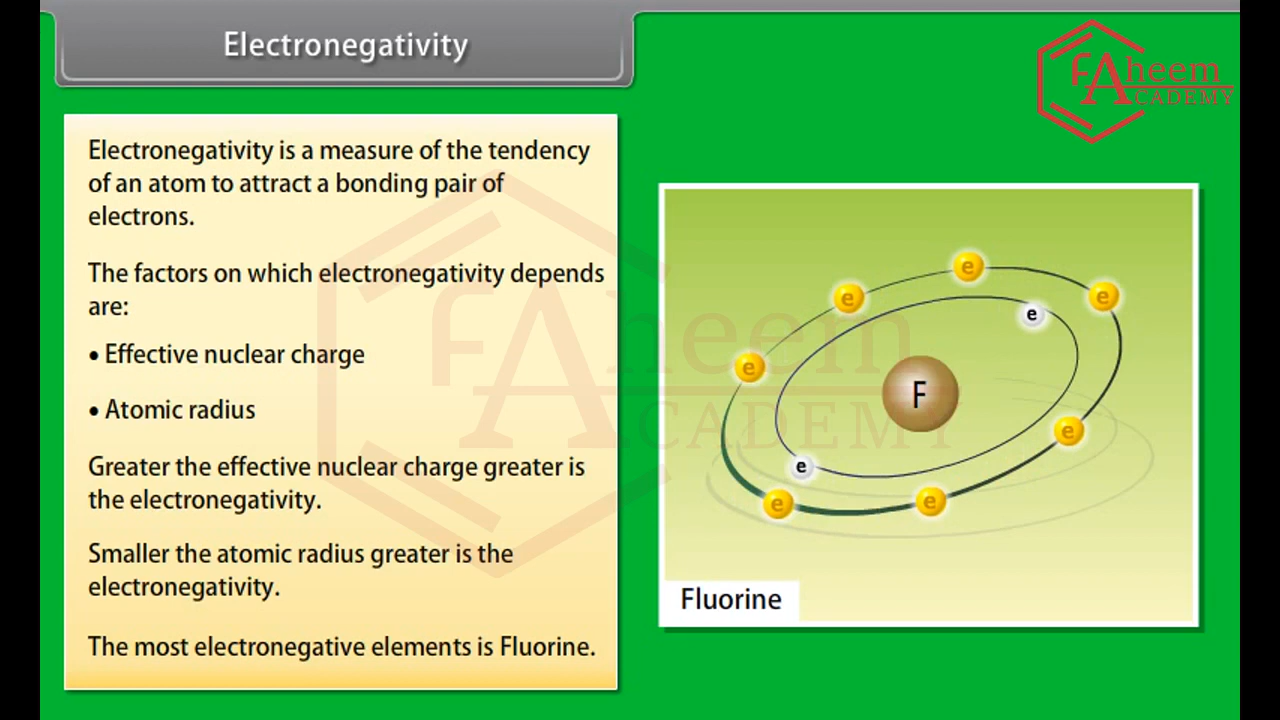 Electronegativity
fAheem
ACADEMY
Electronegativity is a measure of the tendency
of an atom to attract a bonding pair of
electrons.
The factors on which electronegativity depends
are:
• Effective nuclear charge
• Atomic radius
Greater the effective nuclear charge greater is
the electronegativity.
Smaller the atomic radius greater is the
electronegativity.
The most electronegative elements is Fluorine.
e
e
e
e
e
e
e
e
e
F
Fluorine
fAheem
ACADEMY